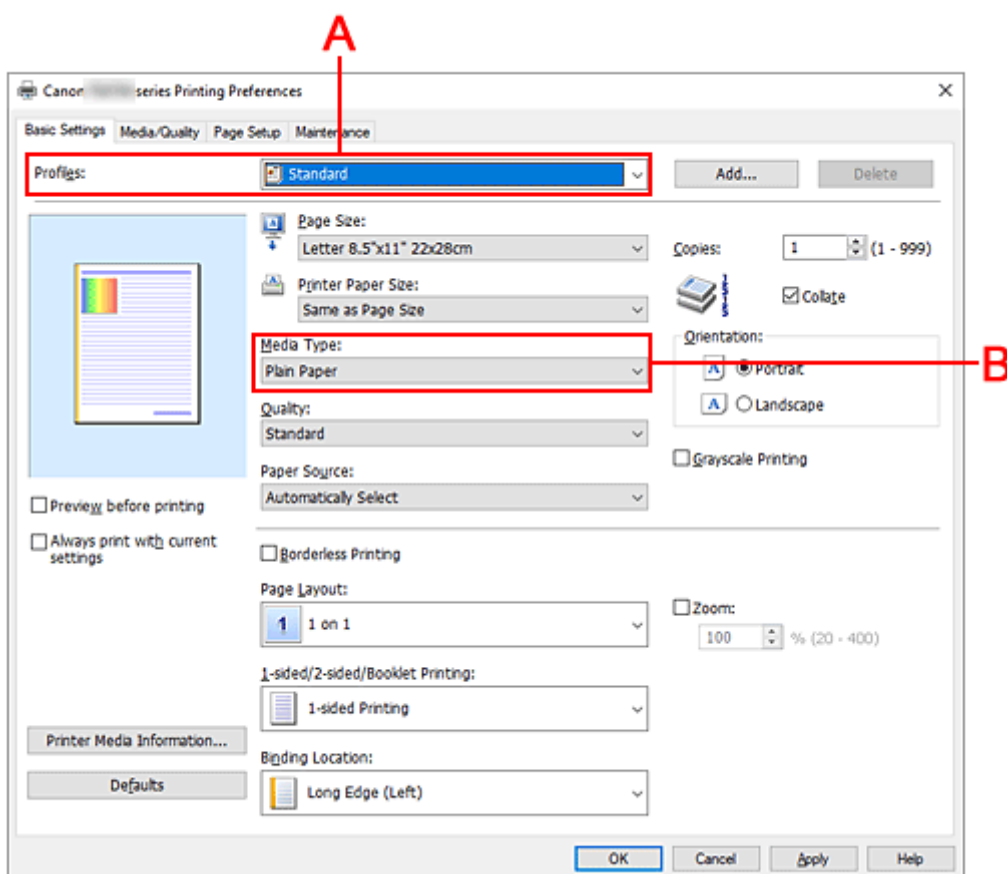 A
Canon series Printing Preferences
Basic Settings Media/Quality Page Setup Maintenance
Profiles: Standard Add... Delete
Page Size:
Letter 8.5"x11" 22x28cm
Copies: 1 (1 - 999)
Printer Paper Size:
Same as Page Size
Collate
Media Type:
Plain Paper
Orientation:
A Portrait
A Landscape
B
Quality:
Standard
Grayscale Printing
Paper Source:
Automatically Select
Preview before printing
Always print with current
settings
Borderless Printing
Page Layout:
1 1 on 1
Zoom:
100 % (20 - 400)
1-sided/2-sided/Booklet Printing:
1-sided Printing
Printer Media Information...
Binding Location:
Defaults
Long Edge (Left)
OK Cancel Apply Help